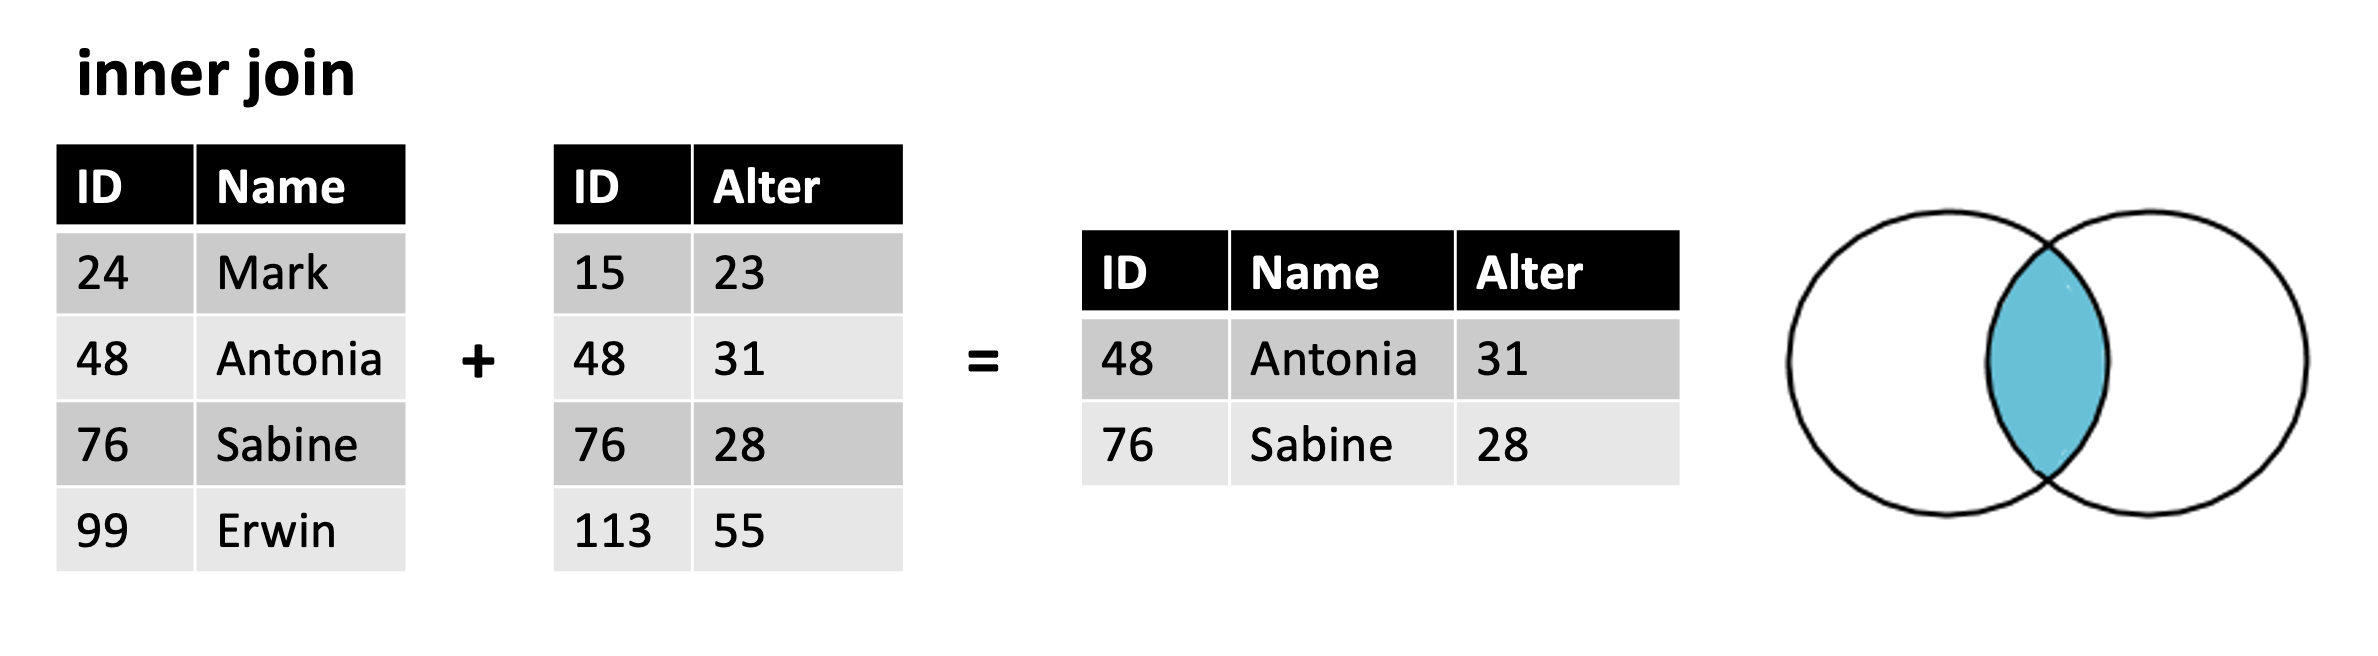 inner join
ID Name
24 Mark
48 Antonia
76 Sabine
99 Erwin
+
ID Alter
15 23
48 31
76 28
113 55
=
ID Name Alter
48 Antonia 31
76 Sabine 28